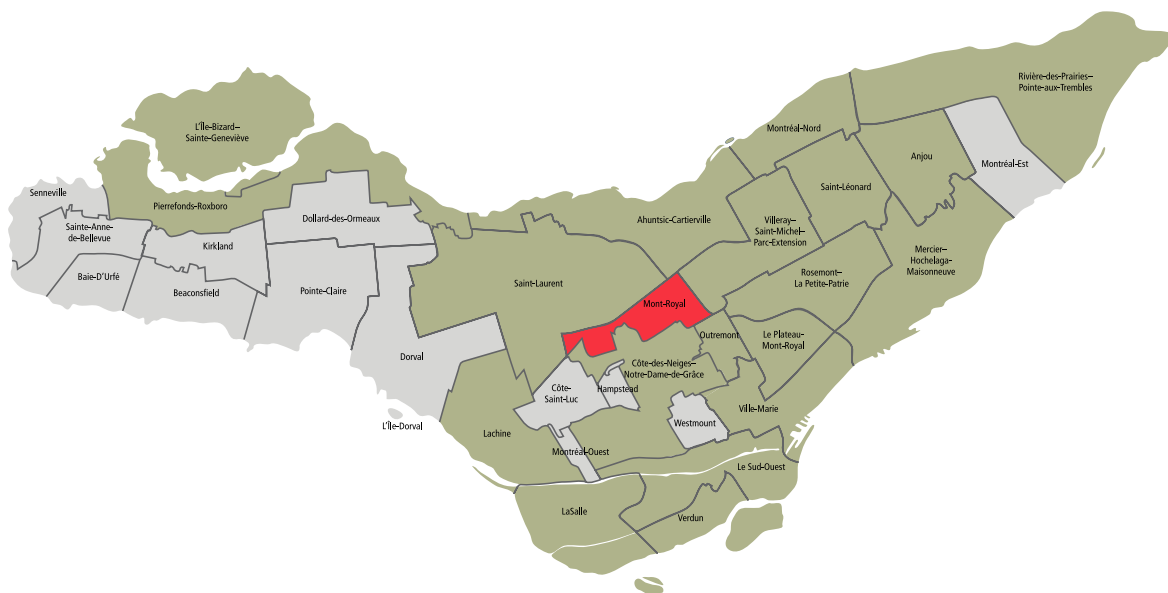 Rivière-des-Prairies–
Pointe-aux-Trembles
L'Île-Bizard–
Sainte-Geneviève
Montréal-Nord
Anjou
Montréal-Est
Saint-Léonard
Senneville
Pierrefonds-Roxboro
Sainte-Anne-
de-Bellevue
Kirkland
Dollard-des-Ormeaux
Ahuntsic-Cartierville
Villeray-
Saint-Michel-
Parc-Extension
Mercier–
Hochelaga-
Maisonneuve
Baie-D'Urfé
Beaconsfield
Pointe-Claire
Saint-Laurent
Rosemont–
La Petite-Patrie
Mont-Royal
Outremont
Le Plateau-
Mont-Royal
Dorval
Côte-des-Neiges–
Notre-Dame-de-Grâce
Côte-
Saint-Luc
Hampstead
Ville-Marie
L'Île-Dorval
Lachine
Westmount
Montréal-Ouest
Le Sud-Ouest
LaSalle
Verdun